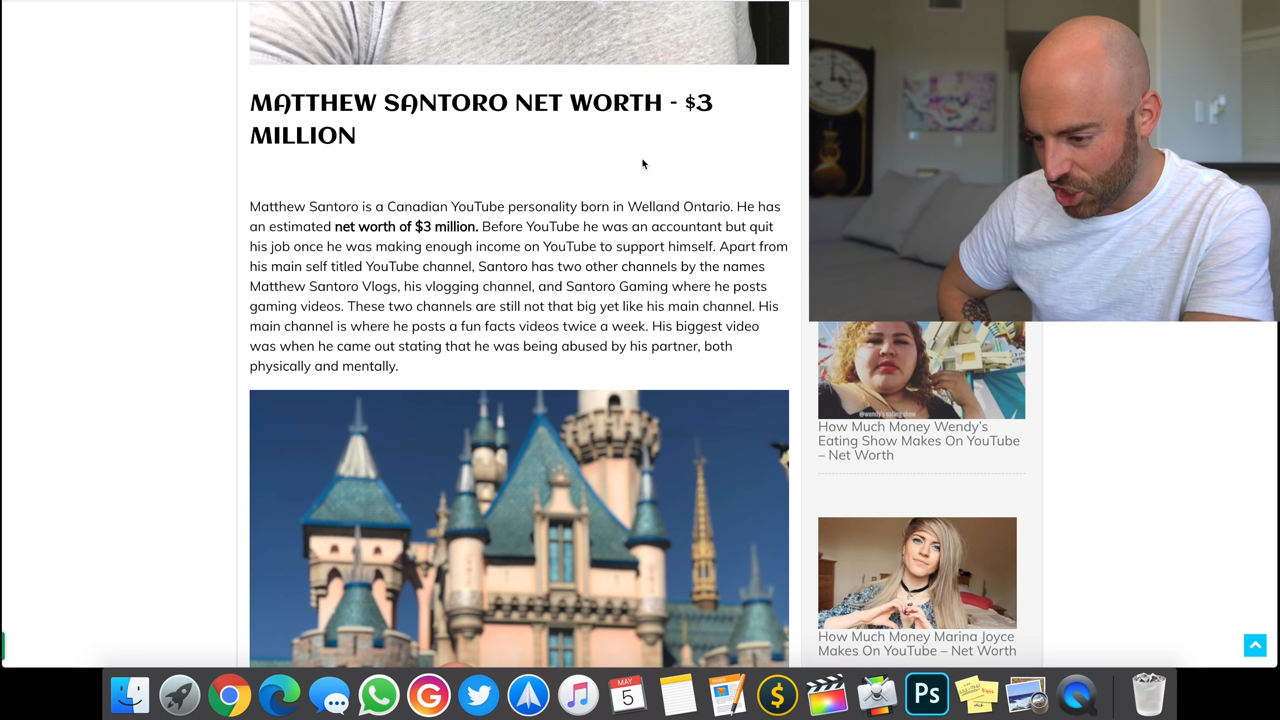 MATTHEW SANTORO NET WORTH - $3
MILLION
Matthew Santoro is a Canadian YouTube personality born in Welland Ontario. He has
an estimated net worth of $3 million. Before YouTube he was an accountant but quit
his job once he was making enough income on YouTube to support himself. Apart from
his main self titled YouTube channel, Santoro has two other channels by the names
Matthew Santoro Vlogs, his vlogging channel, and Santoro Gaming where he posts
gaming videos. These two channels are still not that big yet like his main channel. His
main channel is where he posts a fun facts videos twice a week. His biggest video
was when he came out stating that he was being abused by his partner, both
physically and mentally.
@wendy's eating show
How Much Money Wendy's
Eating Show Makes On YouTube
– Net Worth
How Much Money Marina Joyce
Makes On YouTube – Net Worth
MAY
5
G
$
Ps